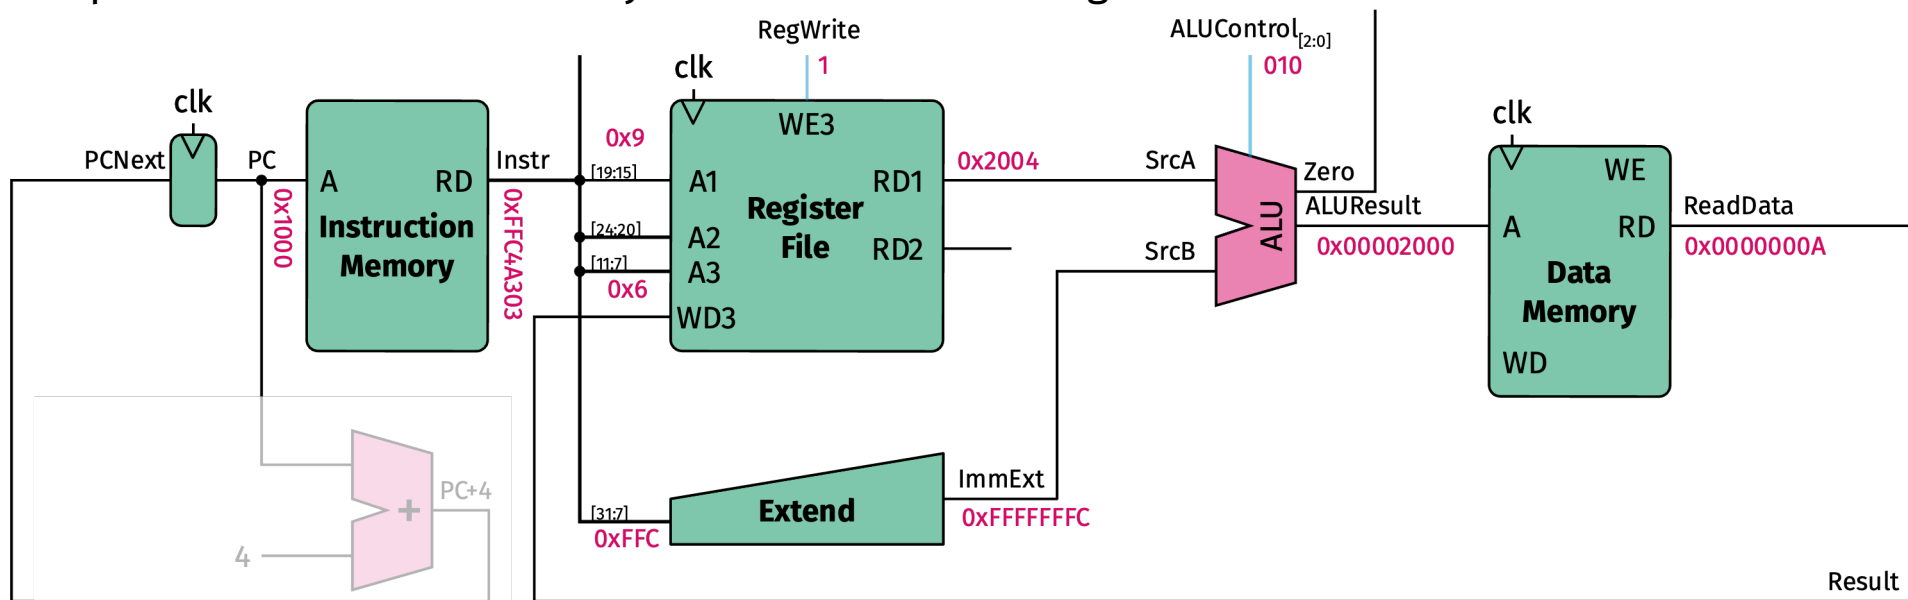 RegWrite
1
ALUControl[2:0]
010
clk
clk
clk
PCNext
PC
0x1000
A
RD
Instruction
Memory
Instr
0xFFC4A303
0x9
[19:15]
[24:20]
[11:7]
0x6
WE3
A1
A2
A3
WD3
Register
File
RD1
RD2
0x2004
SrcA
SrcB
ALU
Zero
ALUResult
0x00002000
WE
A
RD
Data
Memory
WD
ReadData
0x0000000A
PC+4
+
4
[31:7]
0xFFC
Extend
ImmExt
0xFFFFFFFC
Result